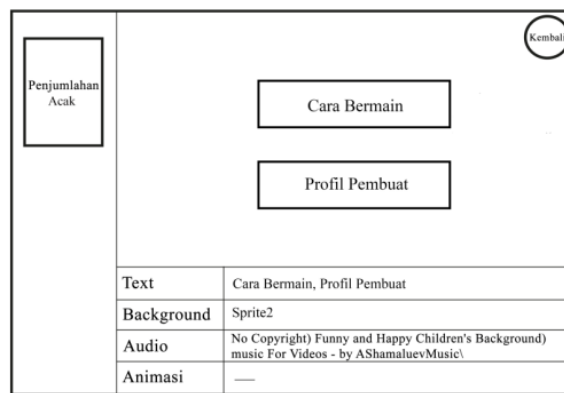 Kembali
Penjumlahan
Acak
Cara Bermain
Profil Pembuat
Text
Cara Bermain, Profil Pembuat
Background
Sprite2
Audio
No Copyright) Funny and Happy Children's Background)
music For Videos - by AShamaluevMusic\
Animasi